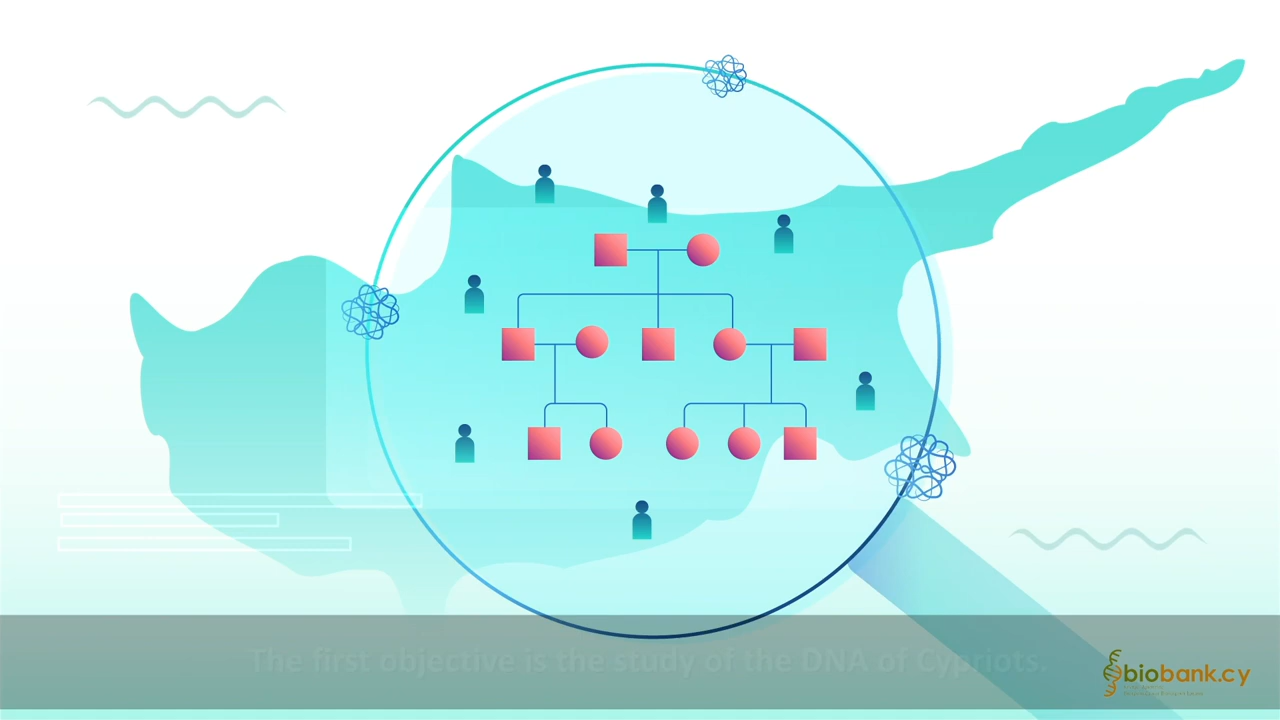 The first objective is the study of the DNA of Cypriots.
biobank.cy